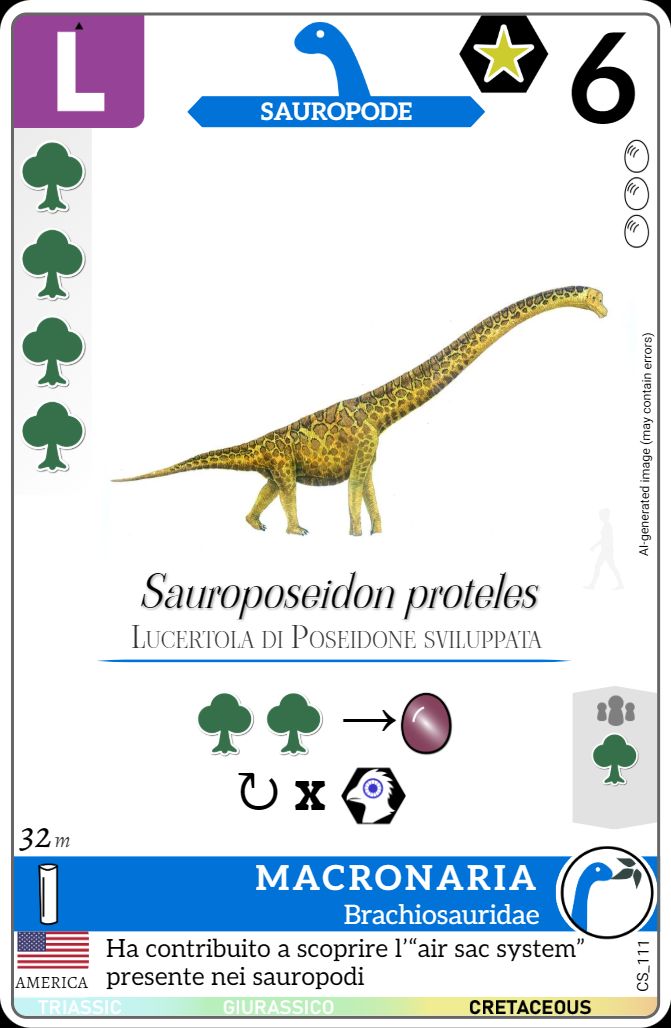 L
SAUROPODE
6
AI-generated image (may contain errors)
Sauroposeidon proteles
Lucertola di Poseidone sviluppata
x
32 m
MACRONARIA
Brachiosauridae
AMERICA
Ha contribuito a scoprire l'“air sac system”
presente nei sauropodi
CS_111
TRIASSIC
GIURASSICO
CRETACEOUS